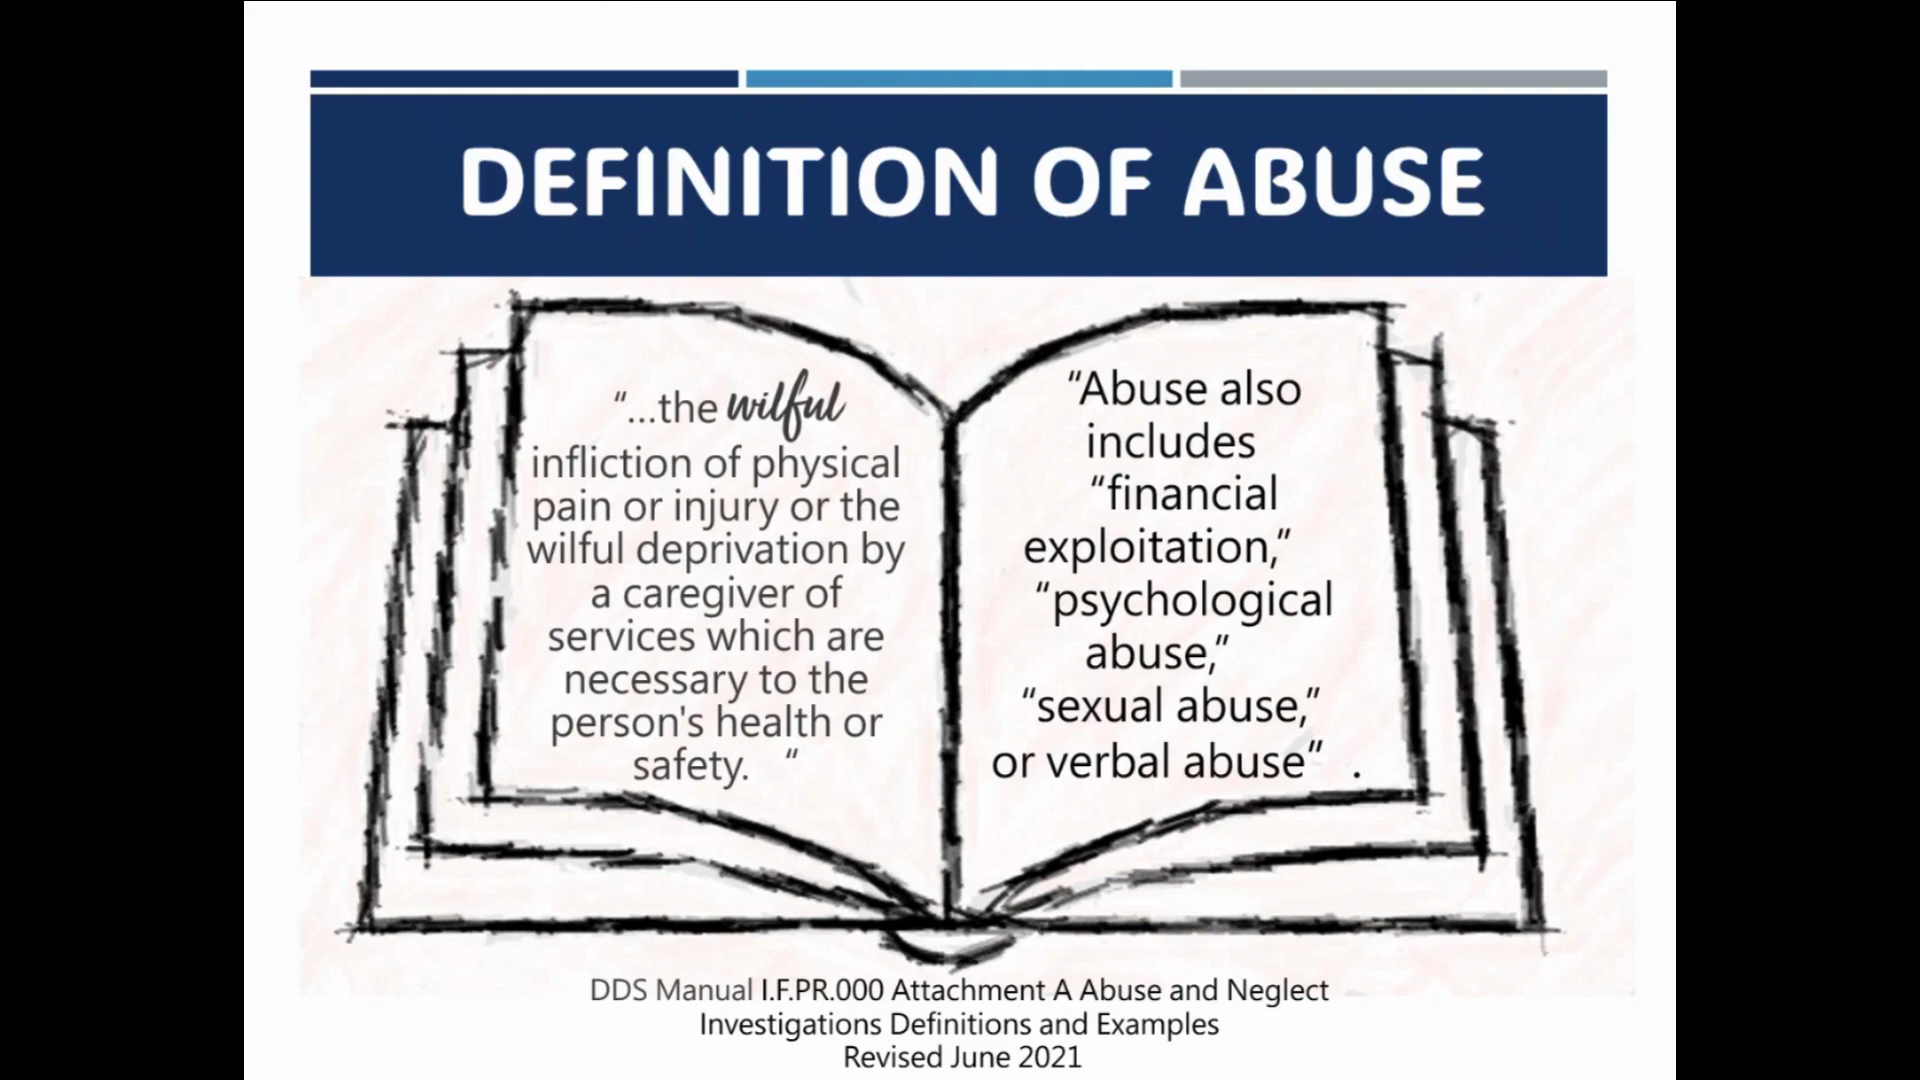 DEFINITION OF ABUSE
“...the wilful
infliction of physical
pain or injury or the
wilful deprivation by
a caregiver of
services which are
necessary to the
person's health or
safety. “
“Abuse also
includes
“financial
exploitation,”
“psychological
abuse,”
“sexual abuse,”
or verbal abuse” .
DDS Manual I.F.PR.000 Attachment A Abuse and Neglect
Investigations Definitions and Examples
Revised June 2021